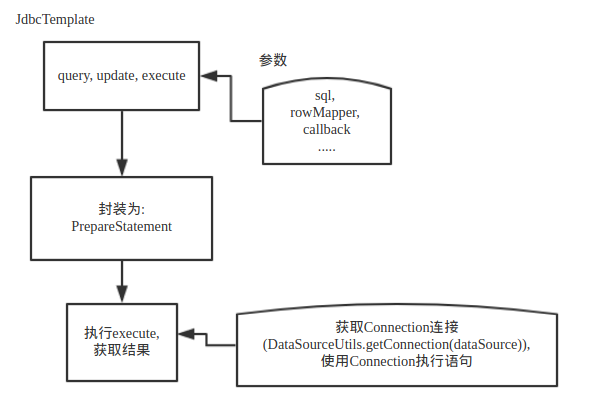 JdbcTemplate
query, update, execute
参数
sql,
rowMapper,
callback
.....
封装为:
PrepareStatement
执行execute,
获取结果
获取Connection连接
(DataSourceUtils.getConnection(dataSource)),
使用Connection执行语句